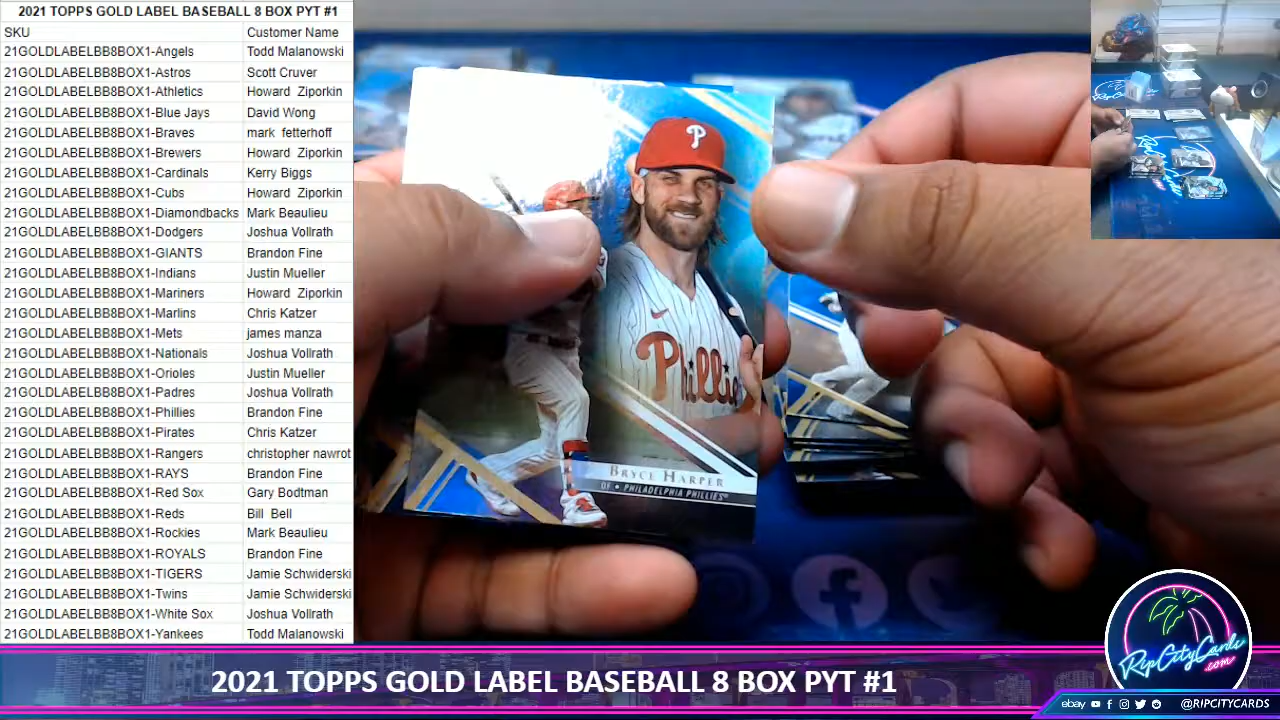 2021 TOPPS GOLD LABEL BASEBALL 8 BOX PYT #1
SKU Customer Name
21GOLDLABELBB8BOX1-Angels Todd Malanowski
21GOLDLABELBB8BOX1-Astros Scott Cruver
21GOLDLABELBB8BOX1-Athletics Howard Ziporkin
21GOLDLABELBB8BOX1-Blue Jays David Wong
21GOLDLABELBB8BOX1-Braves mark fetterhoff
21GOLDLABELBB8BOX1-Brewers Howard Ziporkin
21GOLDLABELBB8BOX1-Cardinals Kerry Biggs
21GOLDLABELBB8BOX1-Cubs Howard Ziporkin
21GOLDLABELBB8BOX1-Diamondbacks Mark Beaulieu
21GOLDLABELBB8BOX1-Dodgers Joshua Vollrath
21GOLDLABELBB8BOX1-GIANTS Brandon Fine
21GOLDLABELBB8BOX1-Indians Justin Mueller
21GOLDLABELBB8BOX1-Mariners Howard Ziporkin
21GOLDLABELBB8BOX1-Marlins Chris Katzer
21GOLDLABELBB8BOX1-Mets james manza
21GOLDLABELBB8BOX1-Nationals Joshua Vollrath
21GOLDLABELBB8BOX1-Orioles Justin Mueller
21GOLDLABELBB8BOX1-Padres Joshua Vollrath
21GOLDLABELBB8BOX1-Phillies Brandon Fine
21GOLDLABELBB8BOX1-Pirates Chris Katzer
21GOLDLABELBB8BOX1-Rangers christopher nawrot
21GOLDLABELBB8BOX1-RAYS Brandon Fine
21GOLDLABELBB8BOX1-Red Sox Gary Bodtman
21GOLDLABELBB8BOX1-Reds Bill Bell
21GOLDLABELBB8BOX1-Rockies Mark Beaulieu
21GOLDLABELBB8BOX1-ROYALS Brandon Fine
21GOLDLABELBB8BOX1-TIGERS Jamie Schwiderski
21GOLDLABELBB8BOX1-Twins Jamie Schwiderski
21GOLDLABELBB8BOX1-White Sox Joshua Vollrath
21GOLDLABELBB8BOX1-Yankees Todd Malanowski
P
Phillies
BRYCE HARPER
OF • PHILADELPHIA PHILLIES
2021 TOPPS GOLD LABEL BASEBALL 8 BOX PYT #1
RipCityCards
.com
ebay @RIPCITYCARDS